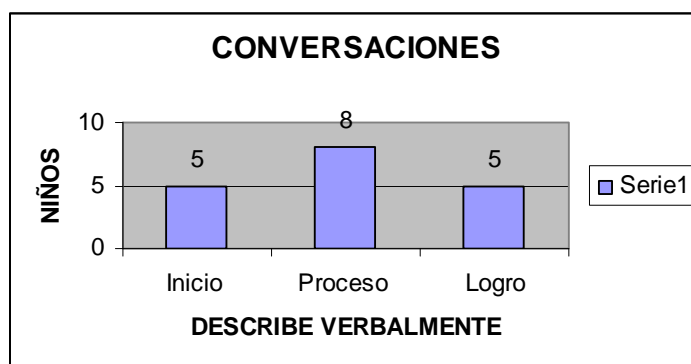 CONVERSACIONES
10
5
0
NIÑOS
5
8
5
Inicio
Proceso
Logro
DESCRIBE VERBALMENTE
Serie1